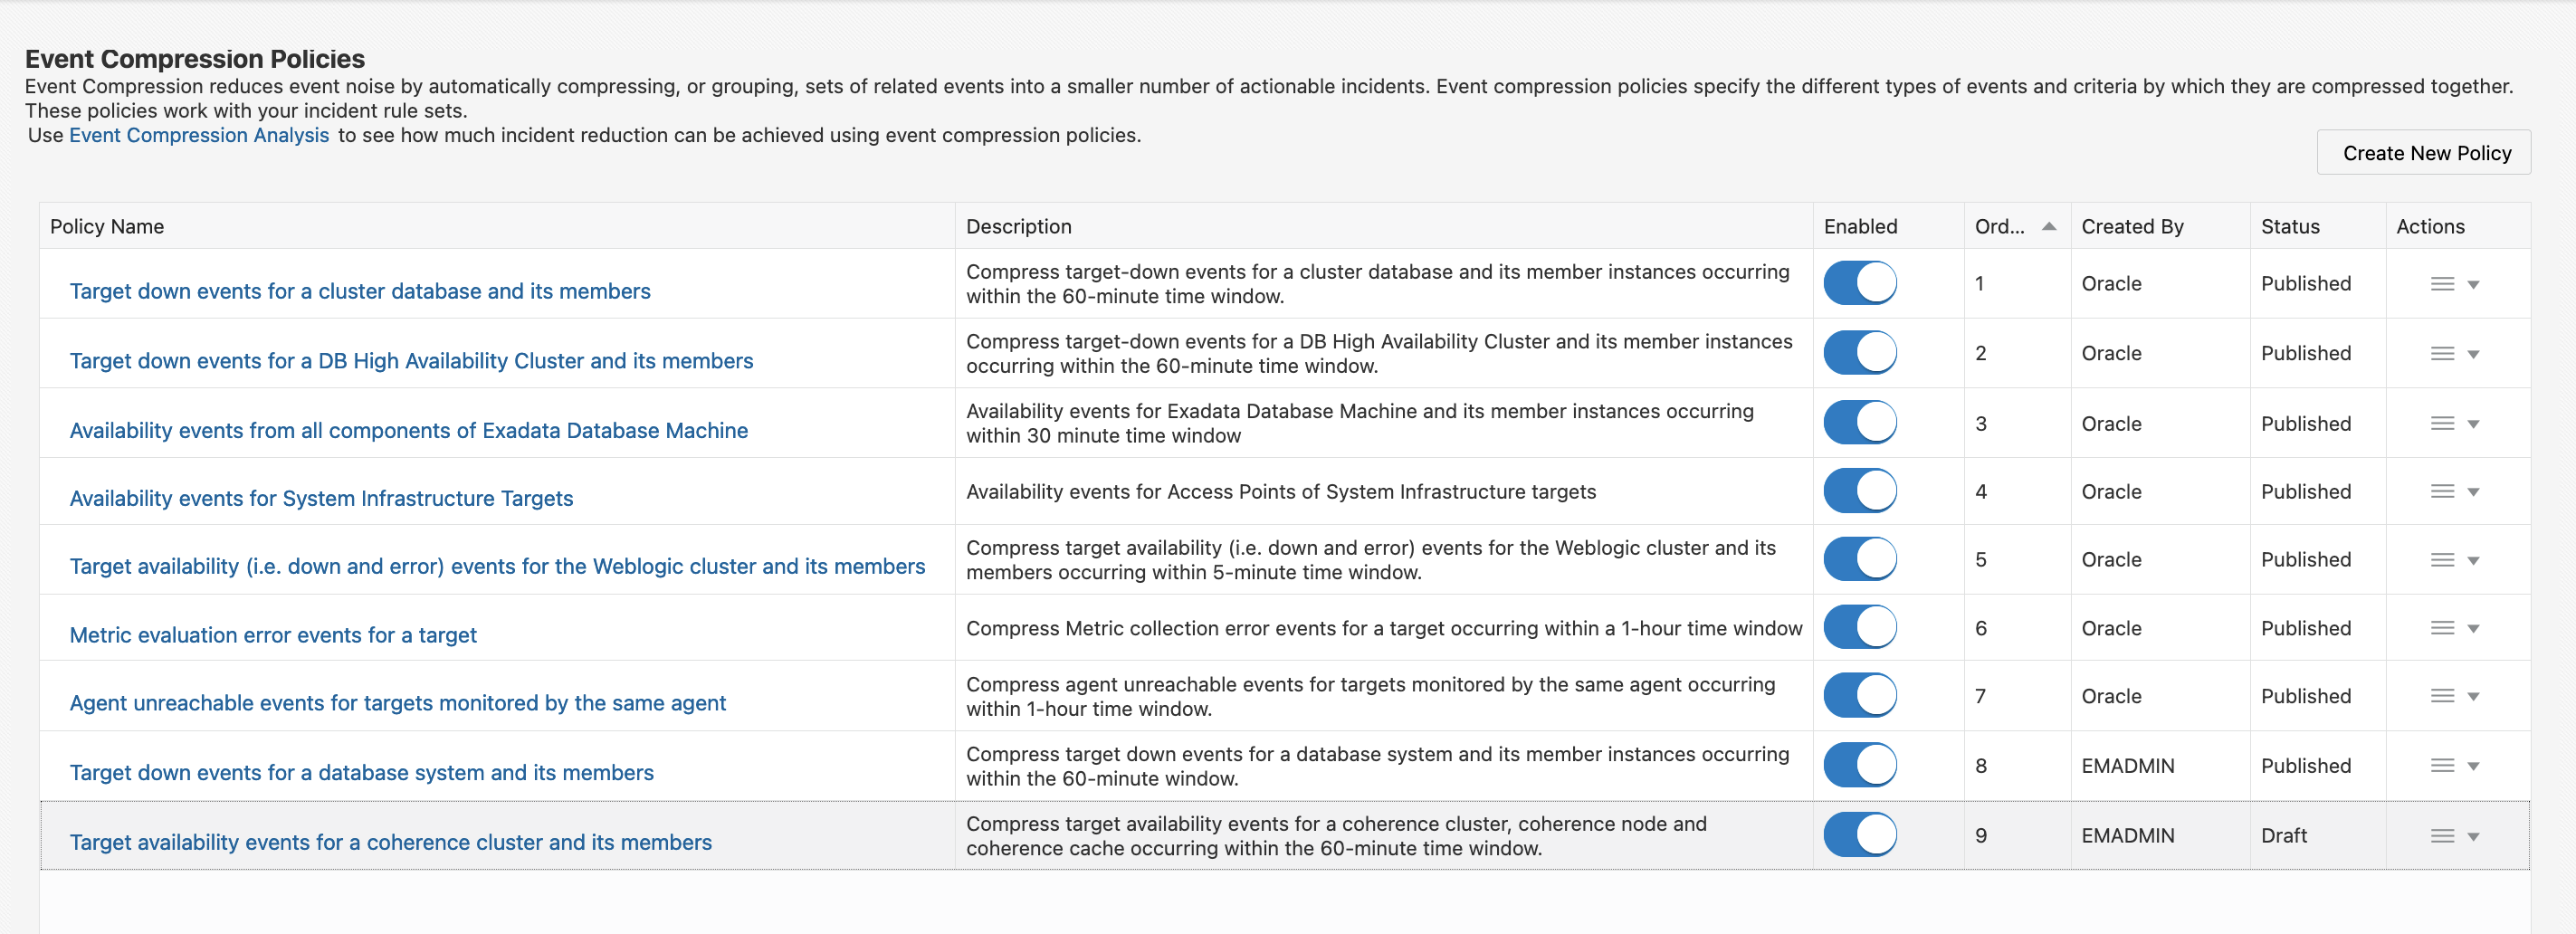 Event Compression Policies
Event Compression reduces event noise by automatically compressing, or grouping, sets of related events into a smaller number of actionable incidents. Event compression policies specify the different types of events and criteria by which they are compressed together.
These policies work with your incident rule sets.
Use Event Compression Analysis to see how much incident reduction can be achieved using event compression policies.
Create New Policy
Policy Name Description Enabled Ord... Created By Status Actions
Target down events for a cluster database and its members
Compress target-down events for a cluster database and its member instances occurring
within the 60-minute time window.
1 Oracle Published
Target down events for a DB High Availability Cluster and its members
Compress target-down events for a DB High Availability Cluster and its member instances
occurring within the 60-minute time window.
2 Oracle Published
Availability events from all components of Exadata Database Machine
Availability events for Exadata Database Machine and its member instances occurring
within 30 minute time window
3 Oracle Published
Availability events for System Infrastructure Targets
Availability events for Access Points of System Infrastructure targets
4 Oracle Published
Target availability (i.e. down and error) events for the Weblogic cluster and its members
Compress target availability (i.e. down and error) events for the Weblogic cluster and its
members occurring within 5-minute time window.
5 Oracle Published
Metric evaluation error events for a target
Compress Metric collection error events for a target occurring within a 1-hour time window
6 Oracle Published
Agent unreachable events for targets monitored by the same agent
Compress agent unreachable events for targets monitored by the same agent occurring
within 1-hour time window.
7 Oracle Published
Target down events for a database system and its members
Compress target down events for a database system and its member instances occurring
within the 60-minute window.
8 EMADMIN Published
Target availability events for a coherence cluster and its members
Compress target availability events for a coherence cluster, coherence node and
coherence cache occurring within the 60-minute time window.
9 EMADMIN Draft